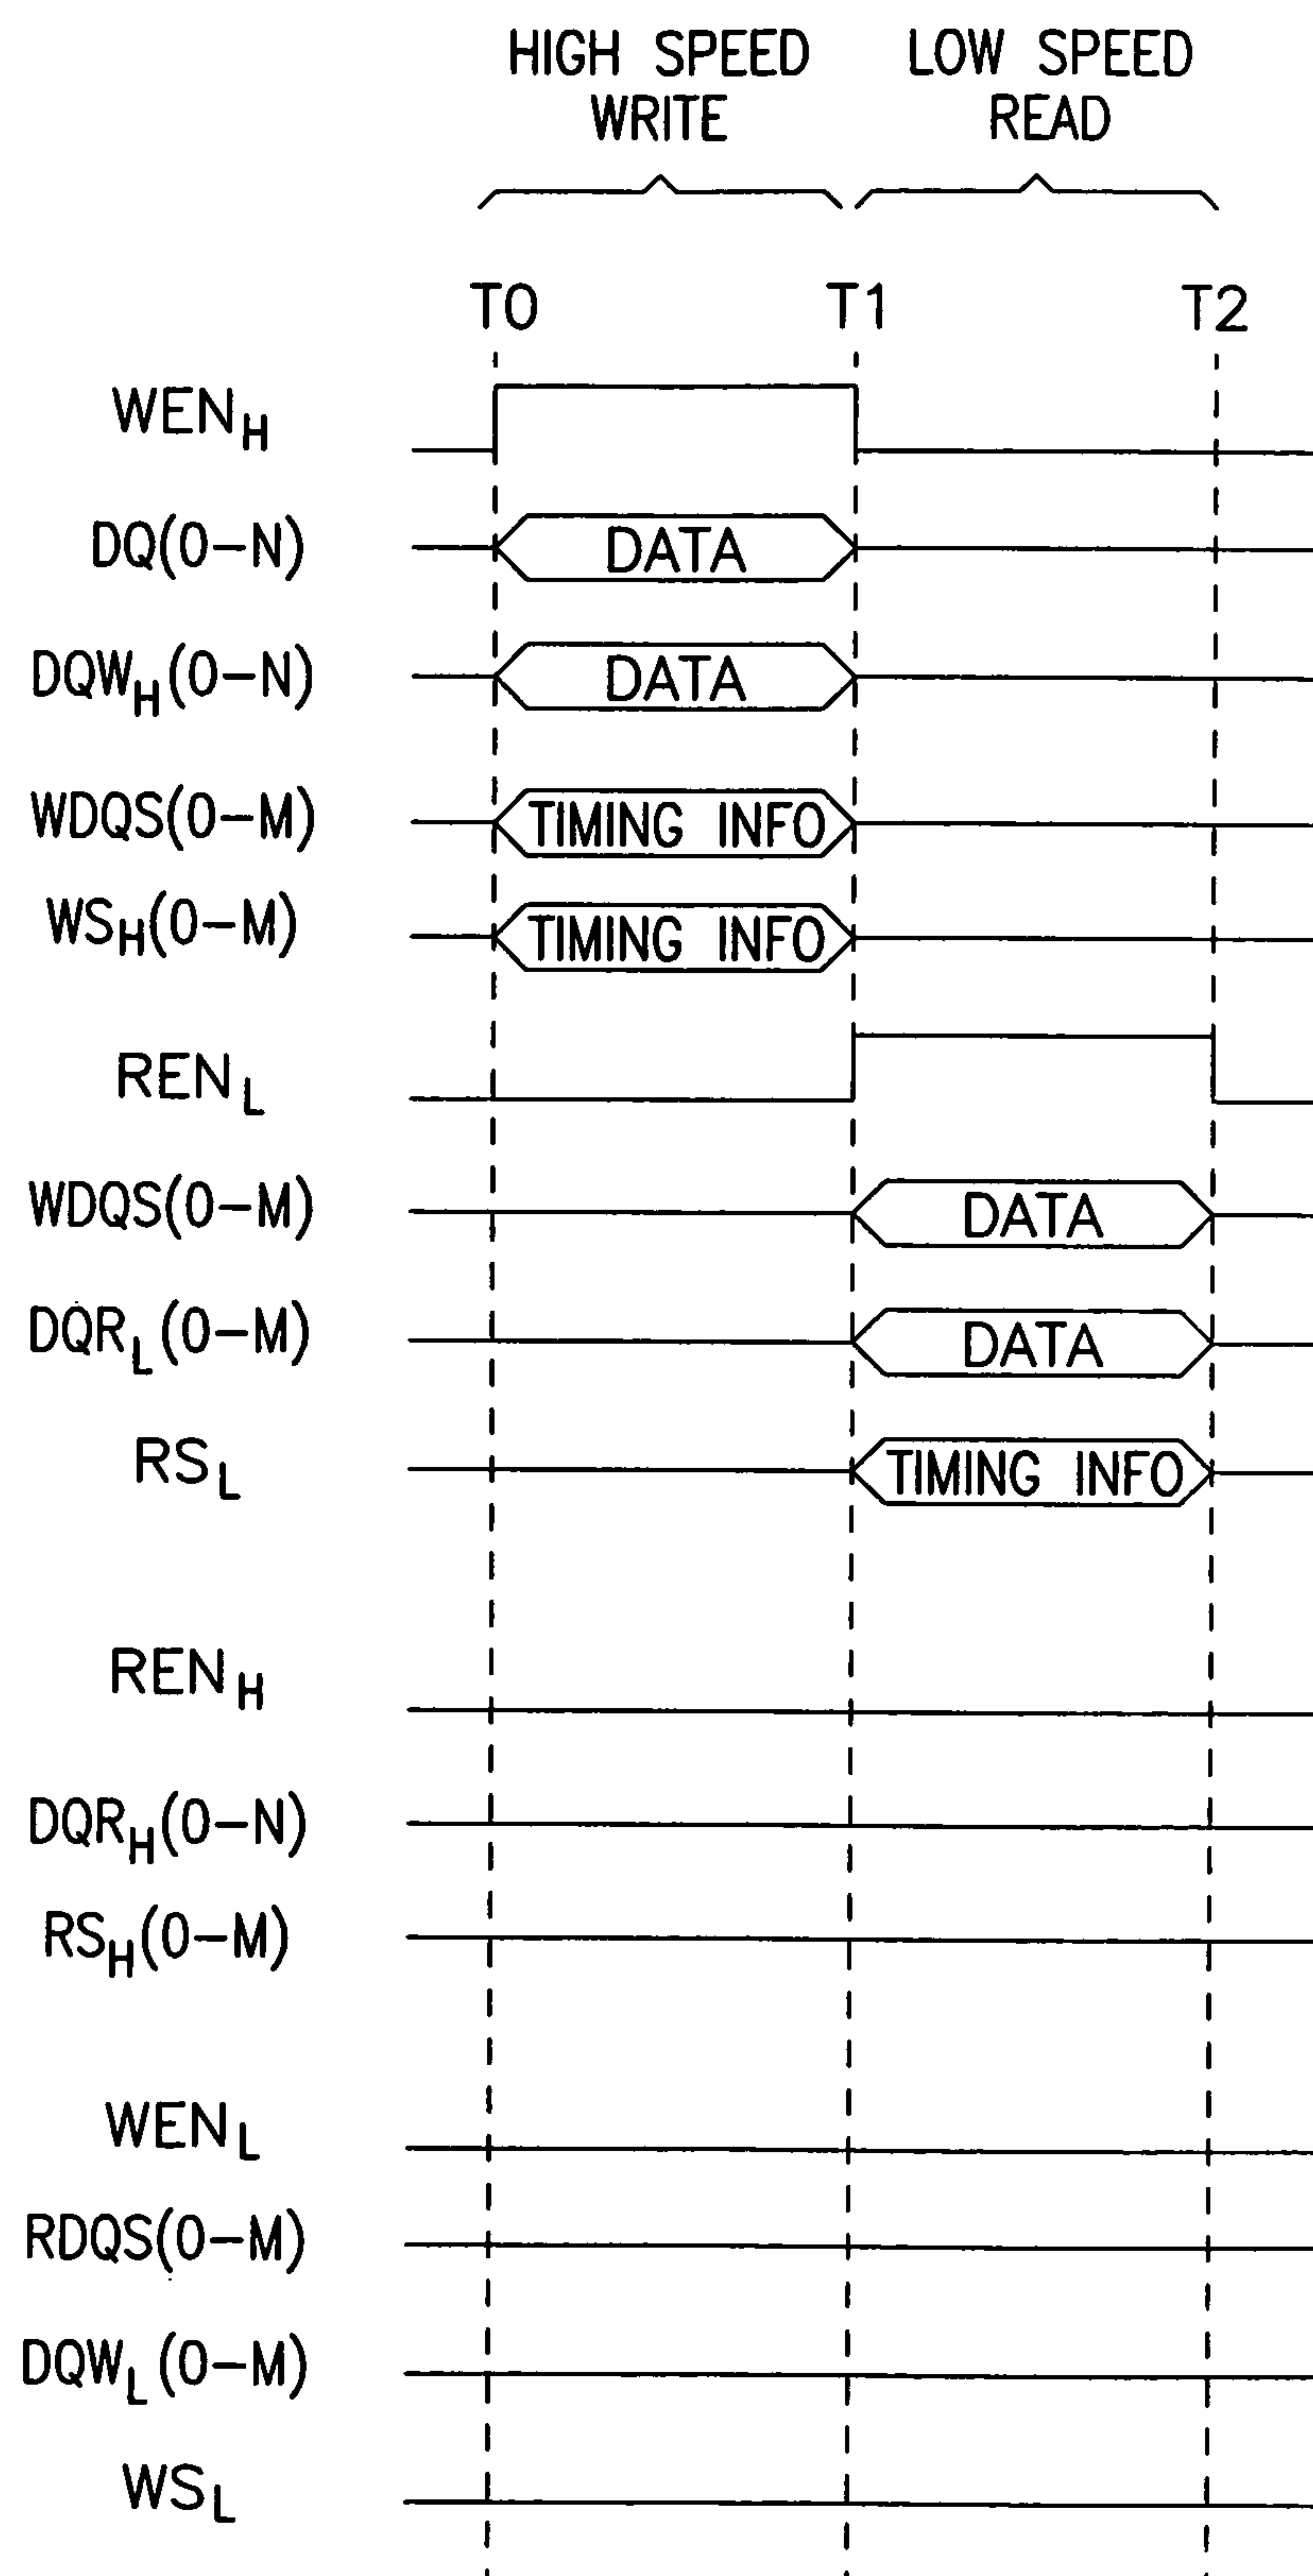 HIGH SPEED WRITE
LOW SPEED READ
T0 T1 T2
WENH
DQ(0-N) DATA
DQWH(0-N) DATA
WDQS(0-M) TIMING INFO
WSH(0-M) TIMING INFO
RENL
WDQS(0-M) DATA
DQRL(0-M) DATA
RSL TIMING INFO
RENH
DQRH(0-N)
RSH(0-M)
WENL
RDQS(0-M)
DQWL(0-M)
WSL